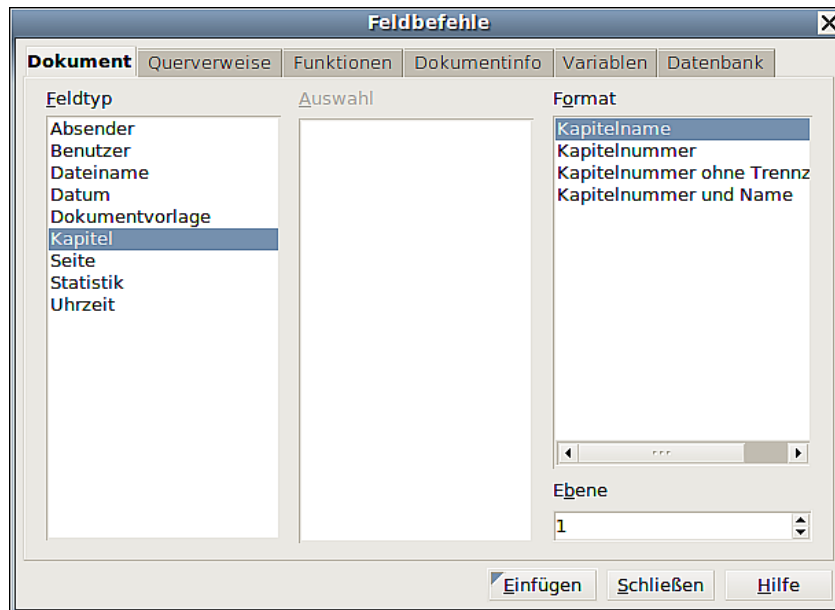 Feldbefehle
Dokument Querverweise Funktionen Dokumentinfo Variablen Datenbank
Feldtyp
Absender
Benutzer
Dateiname
Datum
Dokumentvorlage
Kapitel
Seite
Statistik
Uhrzeit
Auswahl
Format
Kapitelname
Kapitelnummer
Kapitelnummer ohne Trennz
Kapitelnummer und Name
Ebene
1
Einfügen Schließen Hilfe